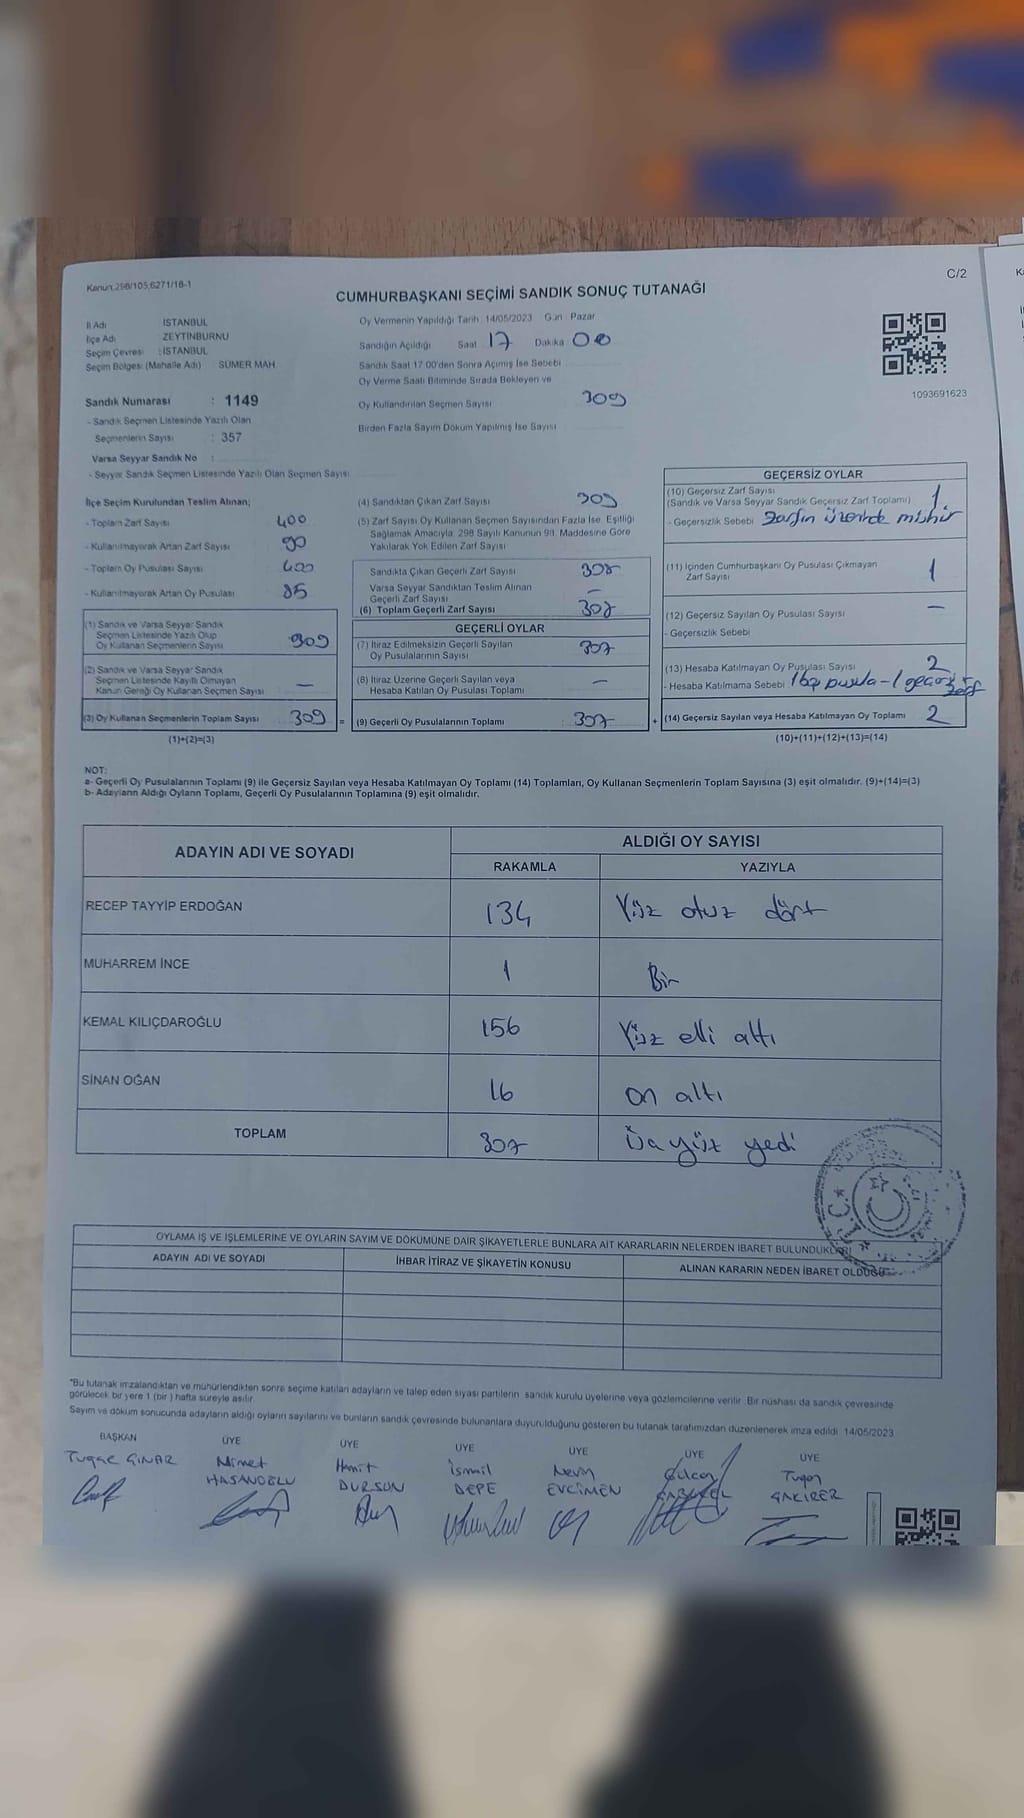 Kanun:298/105,6271/18-1
C/2
CUMHURBAŞKANI SEÇİMİ SANDIK SONUÇ TUTANAĞI
İl Adı İSTANBUL
İlçe Adı ZEYTİNBURNU
Seçim Çevresi : İSTANBUL
Seçim Bölgesi (Mahalle Adı) SÜMER MAH.
Sandık Numarası : 1149
- Sandık Seçmen Listesinde Yazılı Olan
Seçmenlerin Sayısı : 357
Varsa Seyyar Sandık No :
- Seyyar Sandık Seçmen Listesinde Yazılı Olan Seçmen Sayısı
Oy Vermenin Yapıldığı Tarih 14/05/2023 Gün Pazar
Sandığın Açıldığı Saat 17 Dakika 00
Sandık Saat 17:00'den Sonra Açımış İse Sebebi
Oy Verme Saati Bitiminde Sırada Bekleyen ve
Oy Kullandırılan Seçmen Sayısı 309
Birden Fazla Sayım Döküm Yapılmış İse Sayısı
1093691623
İlçe Seçim Kurulundan Teslim Alınan;
- Toplam Zarf Sayısı 400
- Kullanılmayarak Artan Zarf Sayısı 90
- Toplam Oy Pusulası Sayısı 400
- Kullanılmayarak Artan Oy Pusulası 85
(1) Sandık ve Varsa Seyyar Sandık
Seçmen Listesinde Yazılı Olup
Oy Kullanan Seçmenlerin Sayısı 309
(2) Sandık ve Varsa Seyyar Sandık
Seçmen Listesinde Kayıtlı Olmayan
Kanun Gereği Oy Kullanan Seçmen Sayısı —
(3) Oy Kullanan Seçmenlerin Toplam Sayısı 309 =
(1)+(2)=(3)
(4) Sandıktan Çıkan Zarf Sayısı 309
(5) Zarf Sayısı Oy Kullanan Seçmen Sayısından Fazla İse, Eşitliği
Sağlamak Amacıyla, 298 Sayılı Kanunun 98. Maddesine Göre
Yakılarak Yok Edilen Zarf Sayısı
Sandıkta Çıkan Geçerli Zarf Sayısı 308
Varsa Seyyar Sandıktan Teslim Alınan
Geçerli Zarf Sayısı —
(6) Toplam Geçerli Zarf Sayısı 308
GEÇERLİ OYLAR
(7) İtiraz Edilmeksizin Geçerli Sayılan
Oy Pusulalarının Sayısı 307
(8) İtiraz Üzerine Geçerli Sayılan veya
Hesaba Katılan Oy Pusulası Toplamı —
(9) Geçerli Oy Pusulalarının Toplamı : 307 +
GEÇERSİZ OYLAR
(10) Geçersiz Zarf Sayısı
(Sandık ve Varsa Seyyar Sandık Geçersiz Zarf Toplamı) 1
- Geçersizlik Sebebi Zarfın üzerinde mühür
(11) İçinden Cumhurbaşkanı Oy Pusulası Çıkmayan
Zarf Sayısı 1
(12) Geçersiz Sayılan Oy Pusulası Sayısı —
- Geçersizlik Sebebi
(13) Hesaba Katılmayan Oy Pusulası Sayısı 2
- Hesaba Katılmama Sebebi 1 boş pusula - 1 zarf
(14) Geçersiz Sayılan veya Hesaba Katılmayan Oy Toplamı 2
(10)+(11)+(12)+(13)=(14)
NOT:
a- Geçerli Oy Pusulalarının Toplamı (9) ile Geçersiz Sayılan veya Hesaba Katılmayan Oy Toplamı (14) Toplamları, Oy Kullanan Seçmenlerin Toplam Sayısına (3) eşit olmalıdır. (9)+(14)=(3)
b- Adayların Aldığı Oyların Toplamı, Geçerli Oy Pusulalarının Toplamına (9) eşit olmalıdır.
ADAYIN ADI VE SOYADI
ALDIĞI OY SAYISI
RAKAMLA YAZIYLA
RECEP TAYYİP ERDOĞAN 134 Yüz otuz dört
MUHARREM İNCE 1 Bir
KEMAL KILIÇDAROĞLU 156 Yüz elli altı
SİNAN OĞAN 16 on altı
TOPLAM 307 Üç yüz yedi
OYLAMA İŞ VE İŞLEMLERİNE VE OYLARIN SAYIM VE DÖKÜMÜNE DAİR ŞİKAYETLERLE BUNLARA AİT KARARLARIN NELERDEN İBARET BULUNDUKLARI
ADAYIN ADI VE SOYADI İHBAR İTİRAZ VE ŞİKAYETİN KONUSU ALINAN KARARIN NEDEN İBARET OLDUĞU
*Bu tutanak imzalandıktan ve mühürlendikten sonra seçime katılan adayların ve talep eden siyasi partilerin sandık kurulu üyelerine veya gözlemcilerine verilir. Bir nüshası da sandık çevresinde
görülecek bir yere 1 (bir) hafta süreyle asılır.
Sayım ve döküm sonucunda adayların aldığı oyların sayılarını ve bunların sandık çevresinde bulunanlara duyurulduğunu gösteren bu tutanak tarafımızdan düzenlenerek imza edildi. 14/05/2023
BAŞKAN ÜYE ÜYE ÜYE ÜYE ÜYE ÜYE
Tugçe ÇINAR Nimet HASANOĞLU Hamit DURSUN İsmail DEPE Nevin EVCİMEN Gülcan Tugan ÇAKIRER